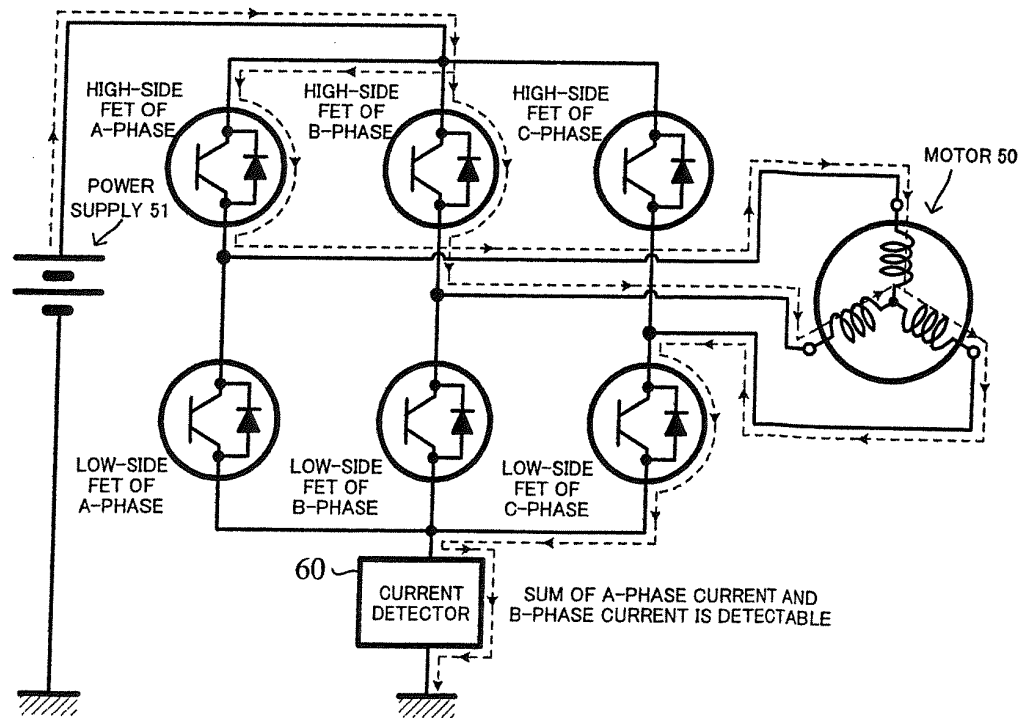 HIGH-SIDE
FET OF
A-PHASE
HIGH-SIDE
FET OF
B-PHASE
HIGH-SIDE
FET OF
C-PHASE
MOTOR 50
POWER
SUPPLY 51
LOW-SIDE
FET OF
A-PHASE
LOW-SIDE
FET OF
B-PHASE
LOW-SIDE
FET OF
C-PHASE
60
CURRENT
DETECTOR
SUM OF A-PHASE CURRENT AND
B-PHASE CURRENT IS DETECTABLE